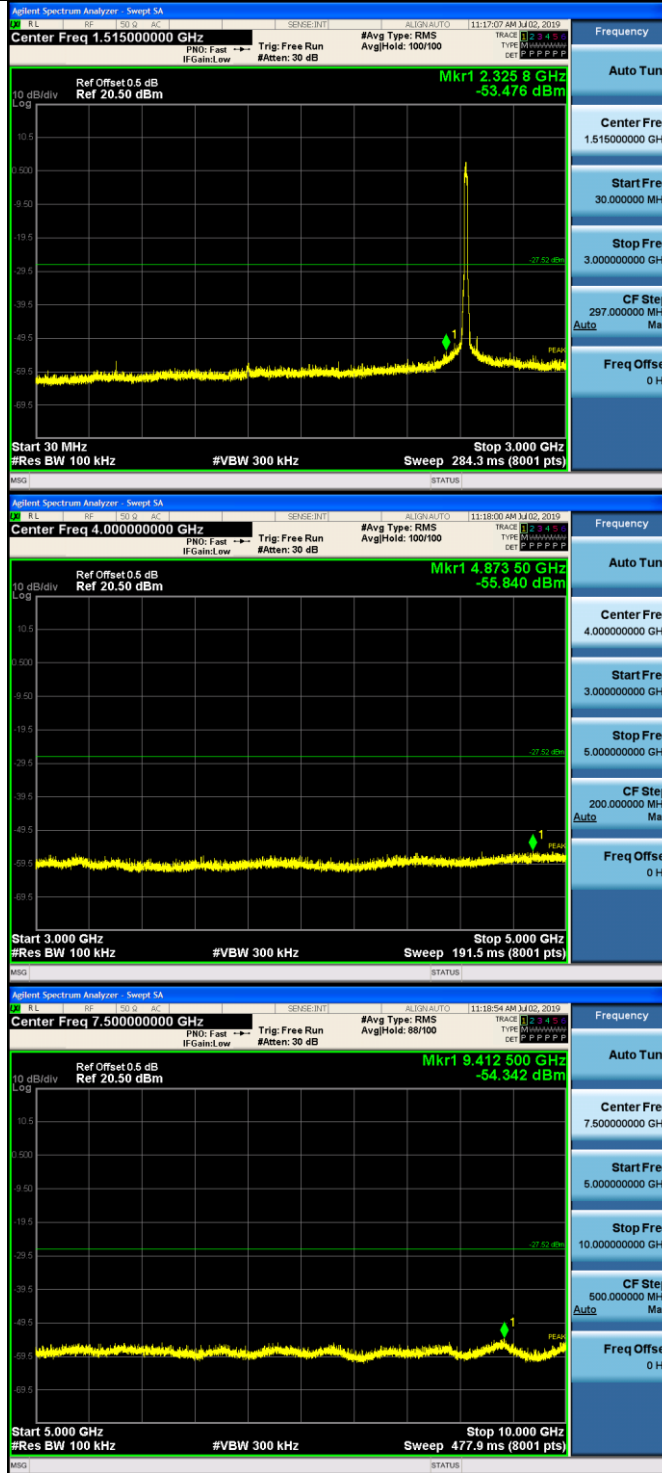 Agilent Spectrum Analyzer - Swept SA
RL RF 50 Ω AC SENSE:INT ALIGNAUTO 11:17:07 AM Jul 02, 2019
Center Freq 1.515000000 GHz
PNO: Fast
IFGain:Low
Trig: Free Run
#Atten: 30 dB
#Avg Type: RMS
Avg|Hold: 100/100
TRACE 1 2 3 4 5 6
TYPE M
DET P P P P P P
Ref Offset 0.5 dB
Ref 20.50 dBm
10 dB/div
Log
Mkr1 2.325 8 GHz
-53.476 dBm
10.5
0.500
-9.50
-19.5
-27.52 dBm
-29.5
-39.5
-49.5
1
PEAK
-59.5
-69.5
Start 30 MHz
Stop 3.000 GHz
#Res BW 100 kHz
#VBW 300 kHz
Sweep 284.3 ms (8001 pts)
MSG
STATUS
Frequency
Auto Tun
Center Fre
1.515000000 GH
Start Fre
30.000000 MH
Stop Fre
3.000000000 GH
CF Ste
297.000000 MH
Auto Ma
Freq Offse
0 H
Agilent Spectrum Analyzer - Swept SA
RL RF 50 Ω AC SENSE:INT ALIGNAUTO 11:18:00 AM Jul 02, 2019
Center Freq 4.000000000 GHz
PNO: Fast
IFGain:Low
Trig: Free Run
#Atten: 30 dB
#Avg Type: RMS
Avg|Hold: 100/100
TRACE 1 2 3 4 5 6
TYPE M
DET P P P P P P
Ref Offset 0.5 dB
Ref 20.50 dBm
10 dB/div
Log
Mkr1 4.873 50 GHz
-55.840 dBm
10.5
0.500
-9.50
-19.5
-27.52 dBm
-29.5
-39.5
-49.5
1
PEAK
-59.5
-69.5
Start 3.000 GHz
Stop 5.000 GHz
#Res BW 100 kHz
#VBW 300 kHz
Sweep 191.5 ms (8001 pts)
MSG
STATUS
Frequency
Auto Tun
Center Fre
4.000000000 GH
Start Fre
3.000000000 GH
Stop Fre
5.000000000 GH
CF Ste
200.000000 MH
Auto Ma
Freq Offse
0 H
Agilent Spectrum Analyzer - Swept SA
RL RF 50 Ω AC SENSE:INT ALIGNAUTO 11:18:54 AM Jul 02, 2019
Center Freq 7.500000000 GHz
PNO: Fast
IFGain:Low
Trig: Free Run
#Atten: 30 dB
#Avg Type: RMS
Avg|Hold: 88/100
TRACE 1 2 3 4 5 6
TYPE M
DET P P P P P P
Ref Offset 0.5 dB
Ref 20.50 dBm
10 dB/div
Log
Mkr1 9.412 500 GHz
-54.342 dBm
10.5
0.500
-9.50
-19.5
-27.52 dBm
-29.5
-39.5
-49.5
1
PEAK
-59.5
-69.5
Start 5.000 GHz
Stop 10.000 GHz
#Res BW 100 kHz
#VBW 300 kHz
Sweep 477.9 ms (8001 pts)
MSG
STATUS
Frequency
Auto Tun
Center Fre
7.500000000 GH
Start Fre
5.000000000 GH
Stop Fre
10.000000000 GH
CF Ste
500.000000 MH
Auto Ma
Freq Offse
0 H